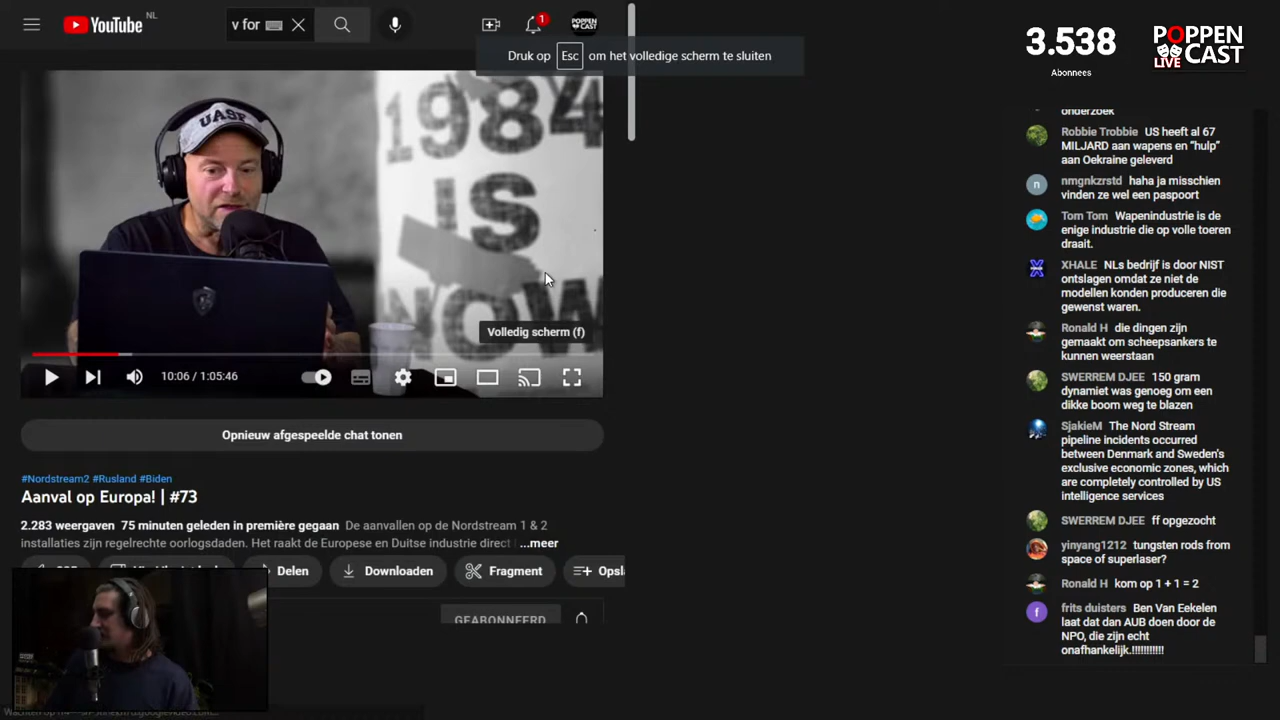 YouTube NL
v for
1
POPPEN CAST
Druk op Esc om het volledige scherm te sluiten
3.538
Abonnees
POPPEN
LIVE CAST
UASF
1984
IS
NOW
Volledig scherm (f)
10:06 / 1:05:46
Opnieuw afgespeelde chat tonen
#Nordstream2 #Rusland #Biden
Aanval op Europa! | #73
2.283 weergaven 75 minuten geleden in première gegaan De aanvallen op de Nordstream 1 & 2
installaties zijn regelrechte oorlogsdaden. Het raakt de Europese en Duitse industrie direct ...meer
Delen
Downloaden
Fragment
Opsla
GEABONNEERD
onderzoek
Robbie Trobbie US heeft al 67
MILJARD aan wapens en “hulp”
aan Oekraine geleverd
n
nmgnkzrstd haha ja misschien
vinden ze wel een paspoort
Tom Tom Wapenindustrie is de
enige industrie die op volle toeren
draait.
XHALE NLs bedrijf is door NIST
ontslagen omdat ze niet de
modellen konden produceren die
gewenst waren.
Ronald H die dingen zijn
gemaakt om scheepsankers te
kunnen weerstaan
SWERREM DJEE 150 gram
dynamiet was genoeg om een
dikke boom weg te blazen
SjakieM The Nord Stream
pipeline incidents occurred
between Denmark and Sweden's
exclusive economic zones, which
are completely controlled by US
intelligence services
SWERREM DJEE ff opgezocht
yinyang1212 tungsten rods from
space of superlaser?
Ronald H kom op 1 + 1 = 2
f
frits duisters Ben Van Eekelen
laat dat dan AUB doen door de
NPO, die zijn echt
onafhankelijk.!!!!!!!!!!!